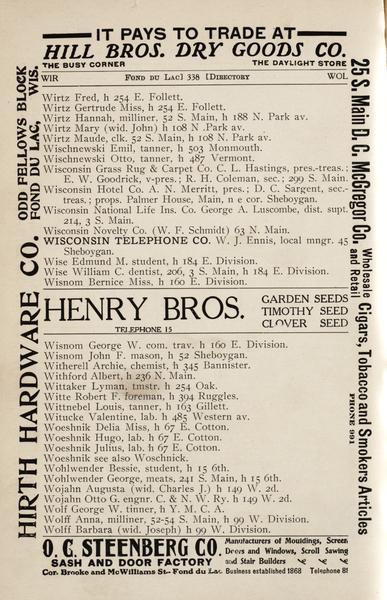 IT PAYS TO TRADE AT
HILL BROS. DRY GOODS CO.
THE BUSY CORNER THE DAYLIGHT STORE
WIR FOND DU LAC] 338 [DIRECTORY WOL
Wirtz Fred, h 254 E. Follett.
Wirtz Gertrude Miss, h 254 E. Follett.
Wirtz Hannah, milliner, 52 S. Main, h 188 N. Park av.
Wirtz Mary (wid. John) h 108 N. Park av.
Wirtz Maude, clk. 52 S. Main, h 108 N. Park av.
Wischnewski Emil, tanner, h 503 Monmouth.
Wischnewski Otto, tanner, h 487 Vermont.
Wisconsin Grass Rug & Carpet Co. C. L. Hastings, pres.-treas.;
E. W. Goodrick, v-pres.; R. H. Coleman, sec.; 299 S. Main.
Wisconsin Hotel Co. A. N. Merritt, pres.; D. C. Sargent, sec.-
treas.; props. Palmer House, Main, n e cor. Sheboygan.
Wisconsin National Life Ins. Co. George A. Luscombe, dist. supt.
214, 3 S. Main.
Wisconsin Novelty Co. (W. F. Schmidt) 63 N. Main.
WISCONSIN TELEPHONE CO. W. J. Ennis, local mngr. 45
Sheboygan.
Wise Edmund M. student, h 184 E. Division.
Wise William C. dentist, 206, 3 S. Main, h 184 E. Division.
Wisnom Bernice Miss, h 160 E. Division.
HENRY BROS.
TELEPHONE 15
GARDEN SEEDS
TIMOTHY SEED
CLOVER SEED
Wisnom George W. com. trav. h 160 E. Division.
Wisnom John F. mason, h 52 Sheboygan.
Witherell Archie, chemist, h 345 Bannister.
Withford Albert, h 236 N. Main.
Wittaker Lyman, tmstr. h 254 Oak.
Witte Robert F. foreman, h 394 Ruggles.
Wittnebel Louis, tanner, h 163 Gillett.
Witucke Valentine, lab. h 485 Western av.
Woeshnik Delia Miss, h 67 E. Cotton.
Woeshnik Hugo, lab. h 67 E. Cotton.
Woeshnik Julius, lab. h 67 E. Cotton.
Woeshnik see also Woschnick.
Wohlwender Bessie, student, h 15 6th.
Wohlwender George, meats, 241 S. Main, h 15 6th.
Wojahn Augusta (wid. Charles J.) h 149 W. 2d.
Wojahn Otto G. engnr. C. & N. W. Ry. h 149 W. 2d.
Wolf George W. tinner, h Y. M. C. A.
Wolff Anna, milliner, 52-54 S. Main, h 99 W. Division.
Wolff Barbara (wid. Joseph) h 99 W. Division.
O. C. STEENBERG CO.
SASH AND DOOR FACTORY
Cor. Brooke and McWilliams St- Fond du Lac
Manufacturers of Mouldings, Screen
Doors and Windows, Scroll Sawing
and Stair Builders
Business established 1868 Telephone 81
HIRTH HARDWARE CO. ODD FELLOWS BLOCK
FOND DU LAC, WIS.
25 S. Main D. C. McGregor Co. Wholesale and Retail Cigars, Tobacco and Smokers Articles
PHONE 991